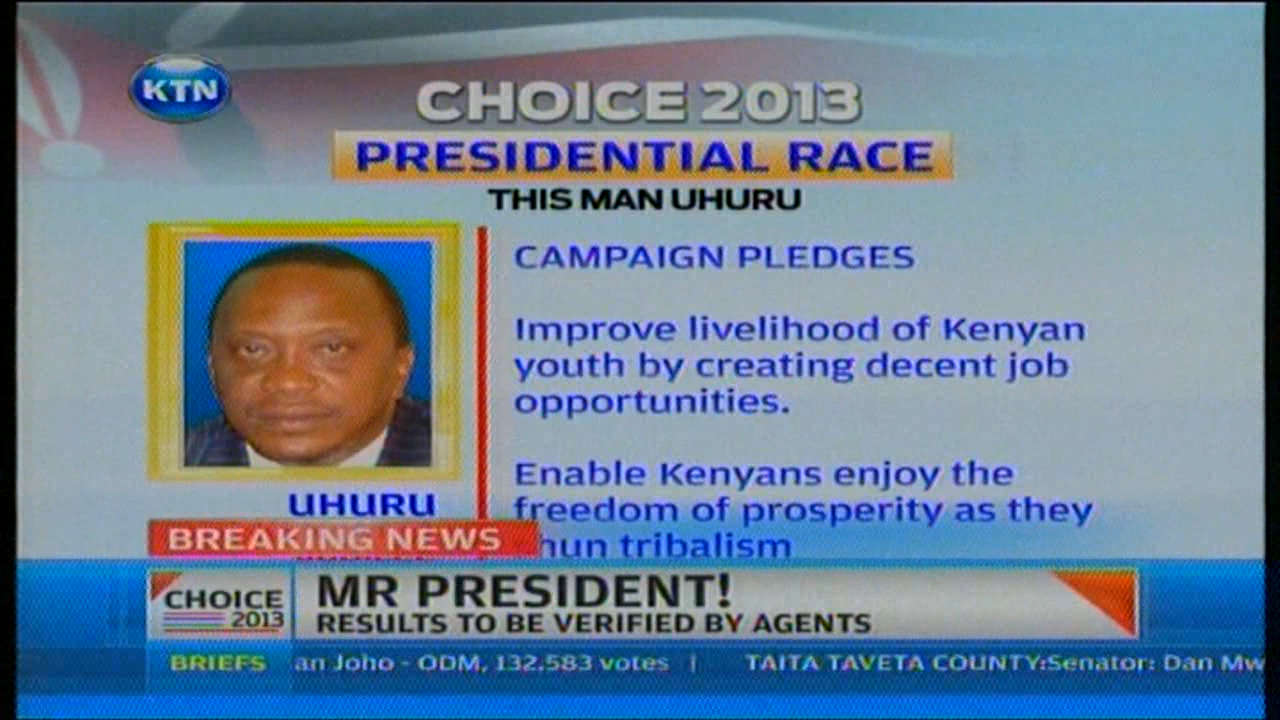 KTN
CHOICE 2013
PRESIDENTIAL RACE
THIS MAN UHURU
CAMPAIGN PLEDGES
Improve livelihood of Kenyan
youth by creating decent job
opportunities.
Enable Kenyans enjoy the
freedom of prosperity as they
hun tribalism
UHURU
BREAKING NEWS
CHOICE
2013
MR PRESIDENT!
RESULTS TO BE VERIFIED BY AGENTS
BRIEFS an Joho - ODM, 132,583 votes | TAITA TAVETA COUNTY:Senator: Dan Mw